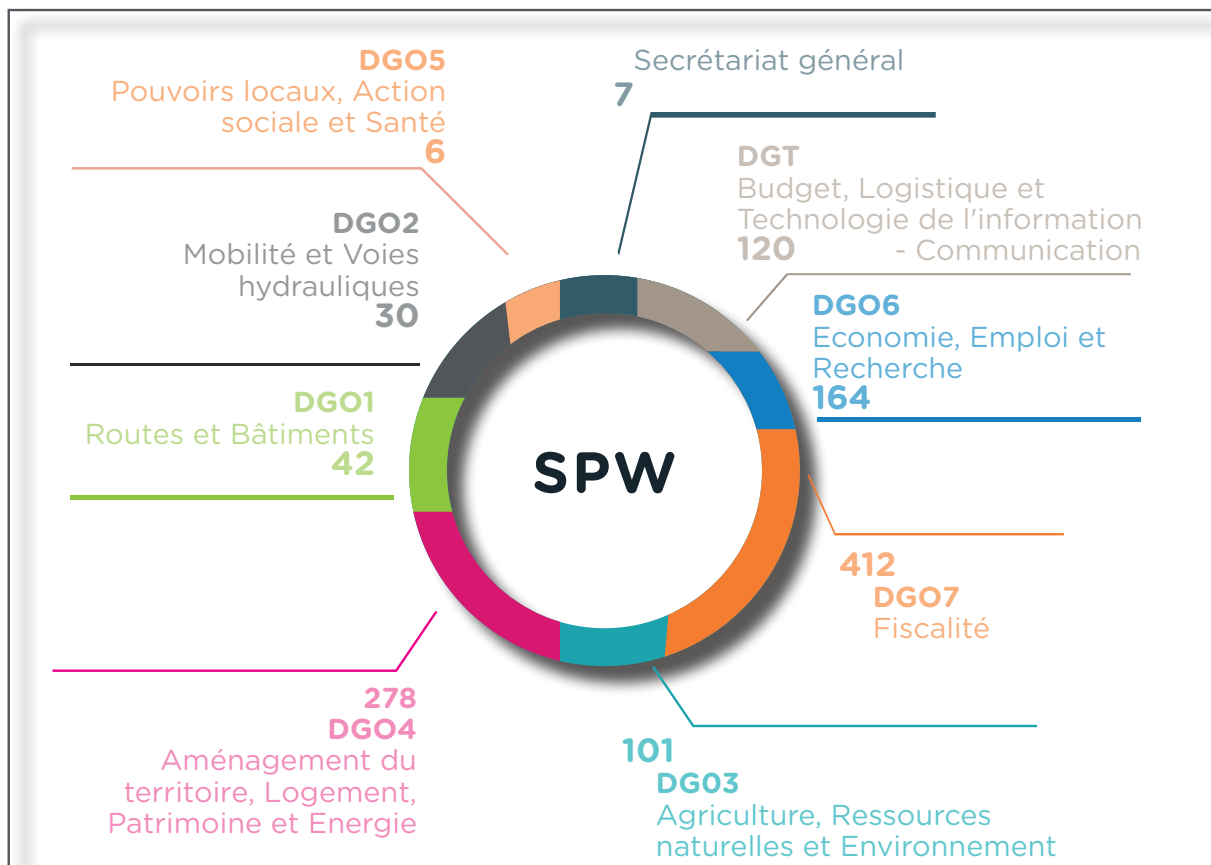 DGO5
Pouvoirs locaux, Action
sociale et Santé
6
Secrétariat général
7
DGT
Budget, Logistique et
Technologie de l'information
120 - Communication
DGO2
Mobilité et Voies
hydrauliques
30
DGO6
Economie, Emploi et
Recherche
164
DGO1
Routes et Bâtiments
42
SPW
412
DGO7
Fiscalité
278
DGO4
Aménagement du
territoire, Logement,
Patrimoine et Energie
101
DG03
Agriculture, Ressources
naturelles et Environnement